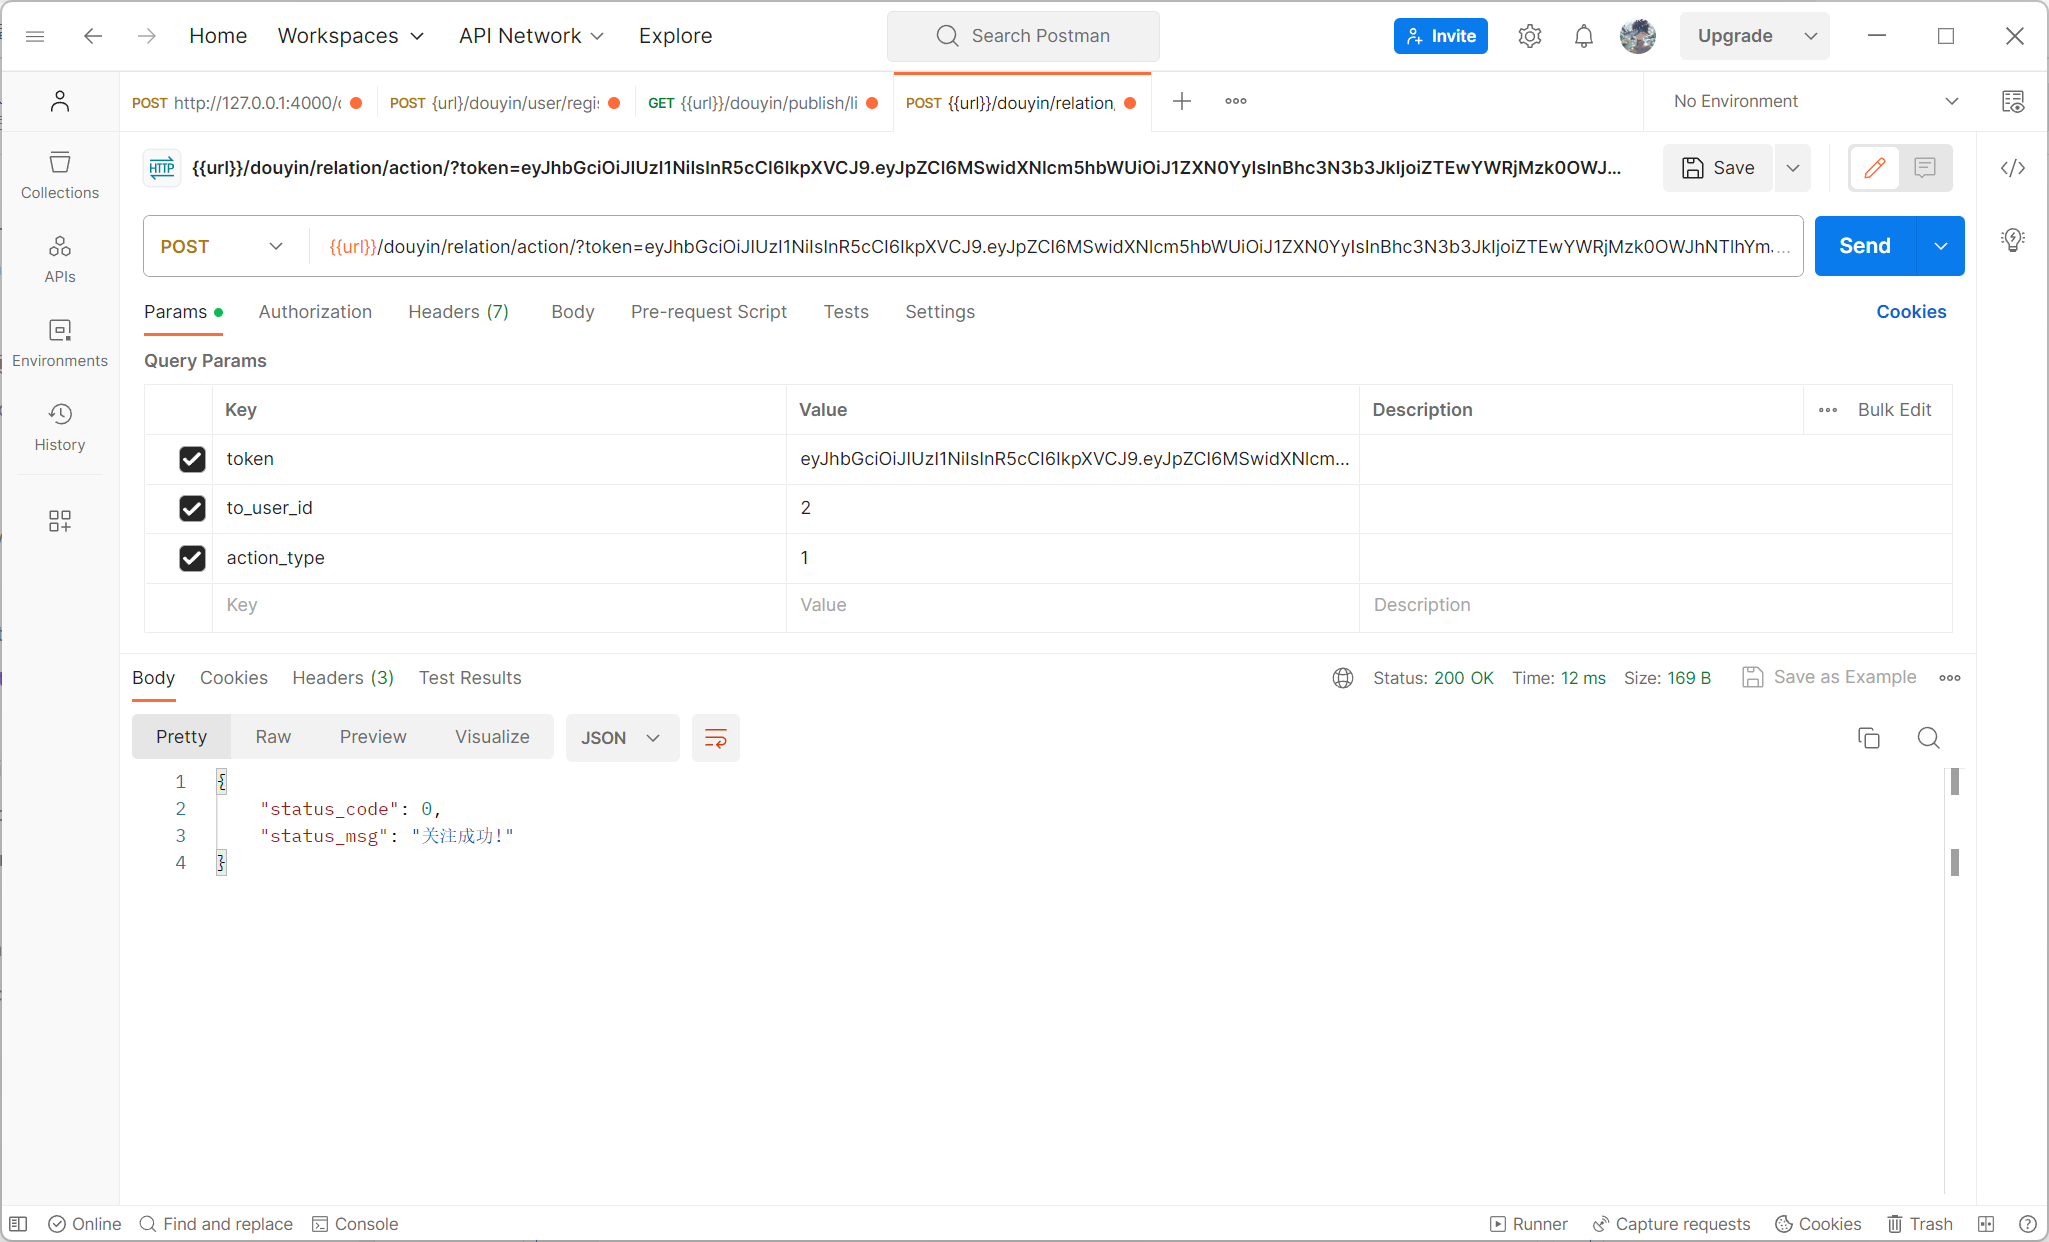 Home Workspaces API Network Explore Search Postman Invite Upgrade
POST http://127.0.0.1:4000/ POST {url}/douyin/user/regi GET {{url}}/douyin/publish/li POST {{url}}/douyin/relation, No Environment
HTTP {{url}}/douyin/relation/action/?token=eyJhbGciOiJIUzI1NiIsInR5cCI6IkpXVCJ9.eyJpZCI6MSwidXNlcm5hbWUiOiJ1ZXN0YyIsInBhc3N3b3JkIjoiZTEwYWRjMzk0OWJ... Save
POST {{url}}/douyin/relation/action/?token=eyJhbGciOiJIUzI1NiIsInR5cCI6IkpXVCJ9.eyJpZCI6MSwidXNlcm5hbWUiOiJ1ZXN0YyIsInBhc3N3b3JkIjoiZTEwYWRjMzk0OWJhNTlhYm... Send
Collections
APIs
Environments
History
Params Authorization Headers (7) Body Pre-request Script Tests Settings Cookies
Query Params
Key Value Description Bulk Edit
token eyJhbGciOiJIUzI1NiIsInR5cCI6IkpXVCJ9.eyJpZCI6MSwidXNlcm...
to_user_id 2
action_type 1
Key Value Description
Body Cookies Headers (3) Test Results Status: 200 OK Time: 12 ms Size: 169 B Save as Example
Pretty Raw Preview Visualize JSON
1 {
2 "status_code": 0,
3 "status_msg": "关注成功!"
4 }
Online Find and replace Console Runner Capture requests Cookies Trash